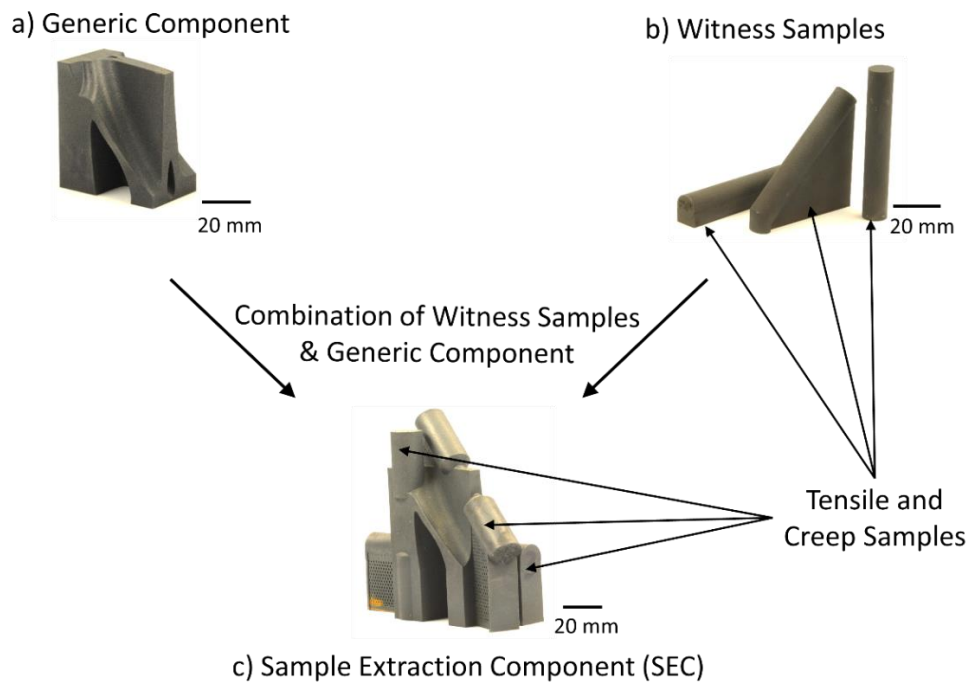 a) Generic Component
b) Witness Samples
20 mm
20 mm
Combination of Witness Samples
& Generic Component
Tensile and
Creep Samples
20 mm
c) Sample Extraction Component (SEC)